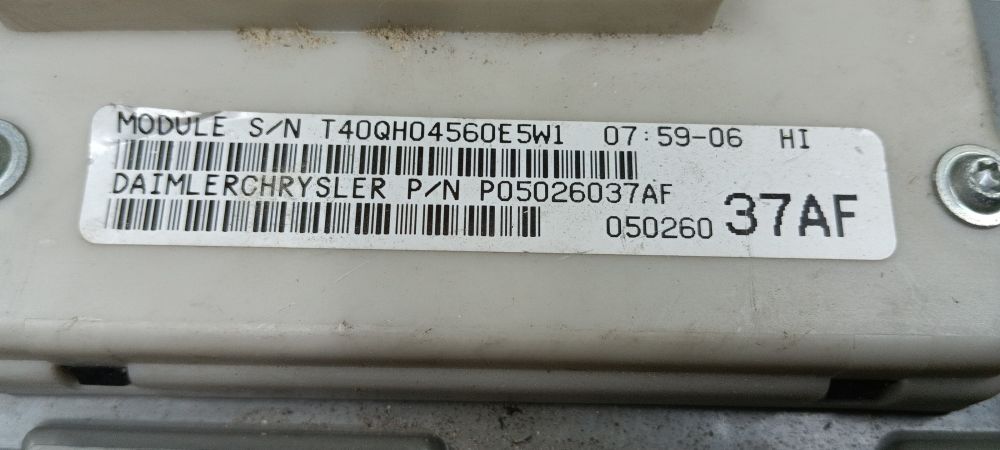 MODULE S/N T40QH04560E5W1 07:59-06 HI
DAIMLERCHRYSLER P/N P05026037AF
050260 37AF